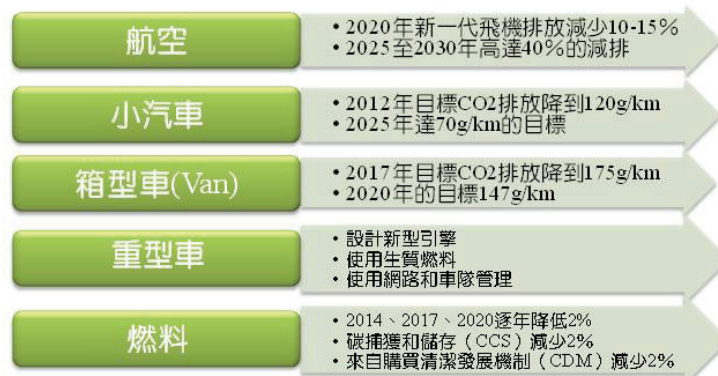 航空
• 2020年新一代飛機排放減少10-15%
• 2025至2030年高達40%的減排
小汽車
• 2012年目標CO2排放降到120g/km
• 2025年達70g/km的目標
箱型車(Van)
• 2017年目標CO2排放降到175g/km
• 2020年的目標147g/km
重型車
• 設計新型引擎
• 使用生質燃料
• 使用網路和車隊管理
燃料
• 2014、2017、2020逐年降低2%
• 碳捕獲和儲存（CCS）減少2%
• 來自購買清潔發展機制（CDM）減少2%